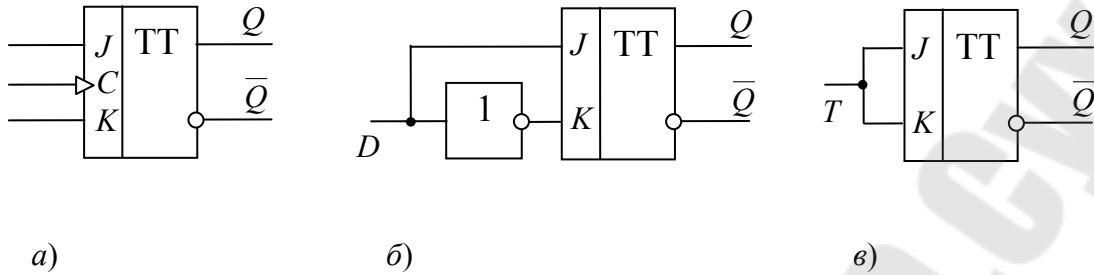 J TT Q
C
K Q̅
D 1 J TT Q
K Q̅
T J TT Q
K Q̅
а) б) в)